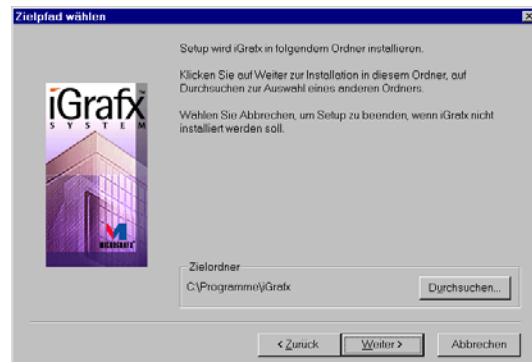 Zielpfad wählen
Setup wird iGrafx in folgendem Ordner installieren.
Klicken Sie auf Weiter zur Installation in diesem Ordner, auf
Durchsuchen zur Auswahl eines anderen Ordners.
Wählen Sie Abbrechen, um Setup zu beenden, wenn iGrafx nicht
installiert werden soll.
iGrafx™
SYSTEM
MICROGRAFX®
Zielordner
C:\Programme\iGrafx
Durchsuchen...
< Zurück
Weiter >
Abbrechen